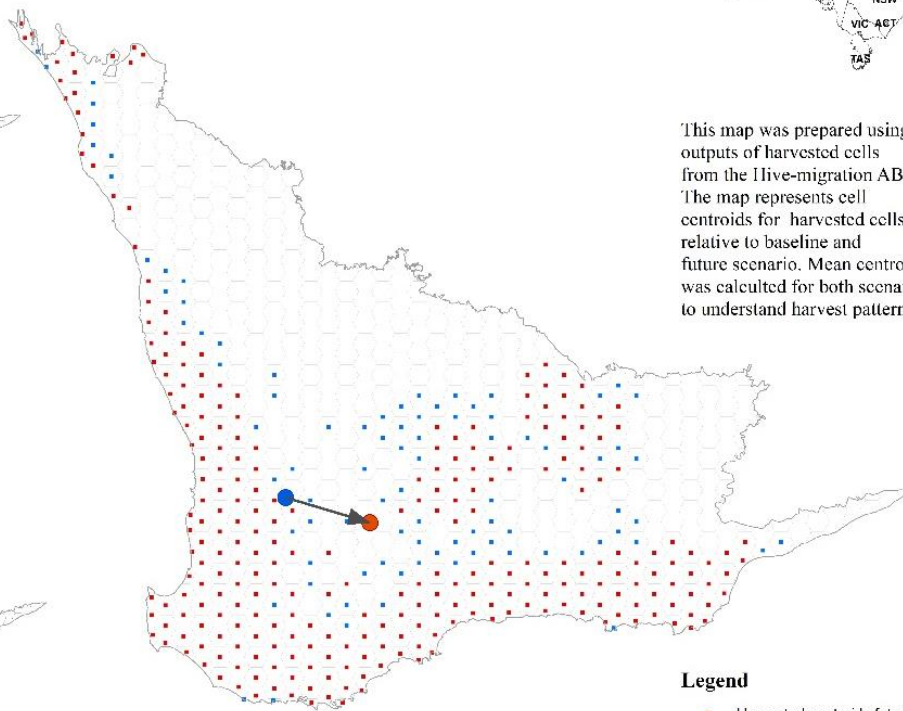 VIC ACT
TAS
This map was prepared using
outputs of harvested cells
from the Hive-migration AB
The map represents cell
centroids for harvested cells
relative to baseline and
future scenario. Mean centro
was calculted for both scenar
to understand harvest pattern
Legend